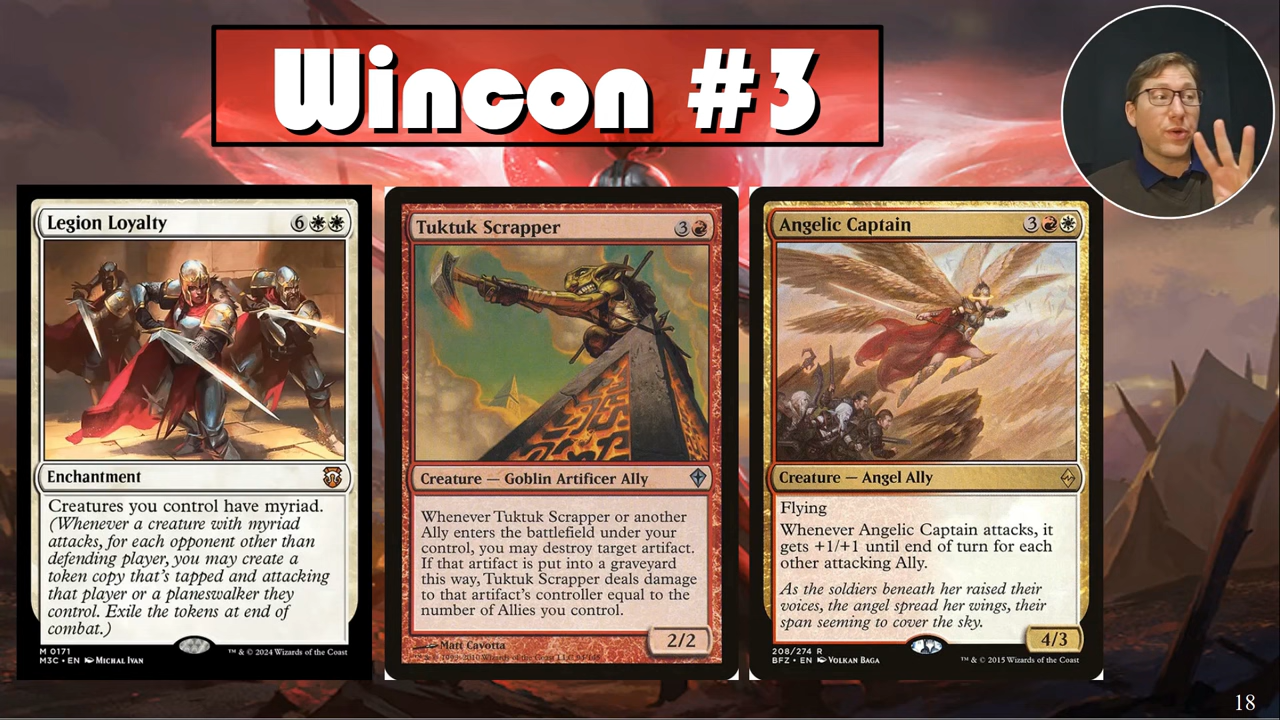 Wincon #3
Legion Loyalty 6
Enchantment
Creatures you control have myriad.
(Whenever a creature with myriad
attacks, for each opponent other than
defending player, you may create a
token copy that's tapped and attacking
that player or a planeswalker they
control. Exile the tokens at end of
combat.)
M 0171
M3C • EN Michal Ivan
™ & © 2024 Wizards of the Coast
Tuktuk Scrapper 3
Creature — Goblin Artificer Ally
Whenever Tuktuk Scrapper or another
Ally enters the battlefield under your
control, you may destroy target artifact.
If that artifact is put into a graveyard
this way, Tuktuk Scrapper deals damage
to that artifact's controller equal to the
number of Allies you control.
2/2
Matt Cavotta
Angelic Captain 3
Creature — Angel Ally
Flying
Whenever Angelic Captain attacks, it
gets +1/+1 until end of turn for each
other attacking Ally.
As the soldiers beneath her raised their
voices, the angel spread her wings, their
span seeming to cover the sky.
4/3
208/274 R
BFZ • EN Volkan Baga
™ & © 2015 Wizards of the Coast
18